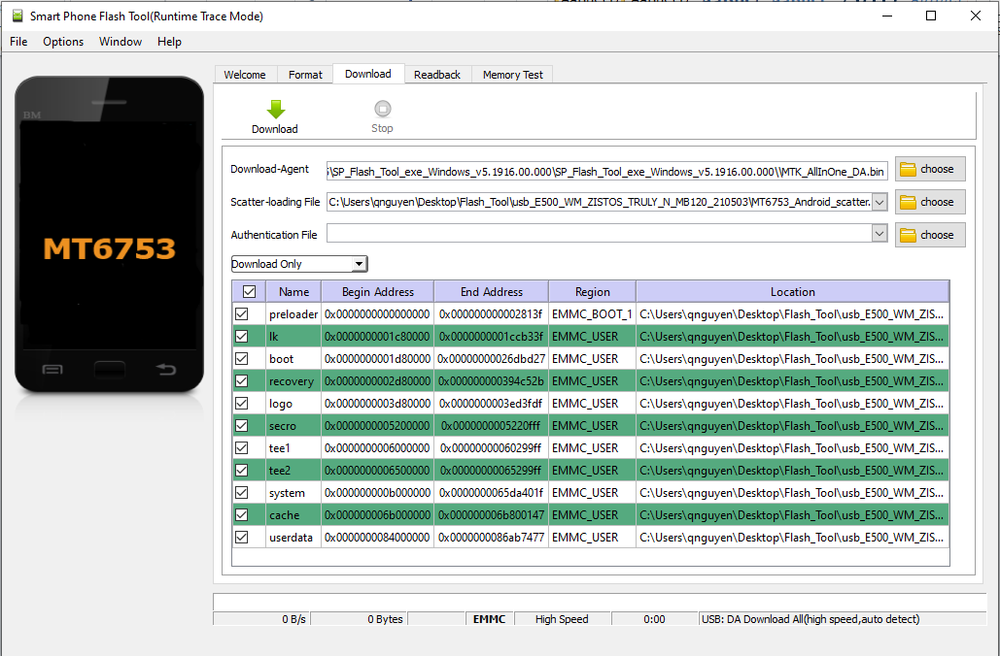 Smart Phone Flash Tool(Runtime Trace Mode)
File Options Window Help
Welcome Format Download Readback Memory Test
BM
MT6753
Download Stop
Download-Agent \SP_Flash_Tool_exe_Windows_v5.1916.00.000\SP_Flash_Tool_exe_Windows_v5.1916.00.000\\MTK_AllInOne_DA.bin choose
Scatter-loading File C:\Users\qnguyen\Desktop\Flash_Tool\usb_E500_WM_ZISTOS_TRULY_N_MB120_210503\MT6753_Android_scatter. choose
Authentication File choose
Download Only
Name Begin Address End Address Region Location
preloader 0x0000000000000000 0x000000000002813f EMMC_BOOT_1 C:\Users\qnguyen\Desktop\Flash_Tool\usb_E500_WM_ZIS...
lk 0x0000000001c80000 0x0000000001ccb33f EMMC_USER C:\Users\qnguyen\Desktop\Flash_Tool\usb_E500_WM_ZIS...
boot 0x0000000001d80000 0x00000000026dbd27 EMMC_USER C:\Users\qnguyen\Desktop\Flash_Tool\usb_E500_WM_ZIS...
recovery 0x0000000002d80000 0x000000000394c52b EMMC_USER C:\Users\qnguyen\Desktop\Flash_Tool\usb_E500_WM_ZIS...
logo 0x0000000003d80000 0x0000000003ed3fdf EMMC_USER C:\Users\qnguyen\Desktop\Flash_Tool\usb_E500_WM_ZIS...
secro 0x0000000005200000 0x0000000005220fff EMMC_USER C:\Users\qnguyen\Desktop\Flash_Tool\usb_E500_WM_ZIS...
tee1 0x0000000006000000 0x00000000060299ff EMMC_USER C:\Users\qnguyen\Desktop\Flash_Tool\usb_E500_WM_ZIS...
tee2 0x0000000006500000 0x00000000065299ff EMMC_USER C:\Users\qnguyen\Desktop\Flash_Tool\usb_E500_WM_ZIS...
system 0x000000000b000000 0x0000000065da401f EMMC_USER C:\Users\qnguyen\Desktop\Flash_Tool\usb_E500_WM_ZIS...
cache 0x000000006b000000 0x000000006b800147 EMMC_USER C:\Users\qnguyen\Desktop\Flash_Tool\usb_E500_WM_ZIS...
userdata 0x0000000084000000 0x0000000086ab7477 EMMC_USER C:\Users\qnguyen\Desktop\Flash_Tool\usb_E500_WM_ZIS...
0 B/s 0 Bytes EMMC High Speed 0:00 USB: DA Download All(high speed,auto detect)